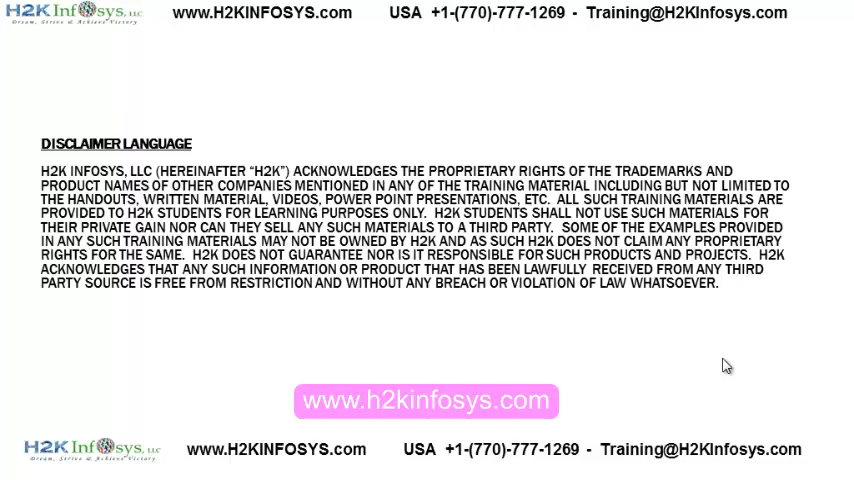 H2K Infosys, LLC www.H2KINFOSYS.com USA +1-(770)-777-1269 - Training@H2KInfosys.com
Dream, Strive & Achieve Victory
DISCLAIMER LANGUAGE
H2K INFOSYS, LLC (HEREINAFTER “H2K”) ACKNOWLEDGES THE PROPRIETARY RIGHTS OF THE TRADEMARKS AND
PRODUCT NAMES OF OTHER COMPANIES MENTIONED IN ANY OF THE TRAINING MATERIAL INCLUDING BUT NOT LIMITED TO
THE HANDOUTS, WRITTEN MATERIAL, VIDEOS, POWER POINT PRESENTATIONS, ETC. ALL SUCH TRAINING MATERIALS ARE
PROVIDED TO H2K STUDENTS FOR LEARNING PURPOSES ONLY. H2K STUDENTS SHALL NOT USE SUCH MATERIALS FOR
THEIR PRIVATE GAIN NOR CAN THEY SELL ANY SUCH MATERIALS TO A THIRD PARTY. SOME OF THE EXAMPLES PROVIDED
IN ANY SUCH TRAINING MATERIALS MAY NOT BE OWNED BY H2K AND AS SUCH H2K DOES NOT CLAIM ANY PROPRIETARY
RIGHTS FOR THE SAME. H2K DOES NOT GUARANTEE NOR IS IT RESPONSIBLE FOR SUCH PRODUCTS AND PROJECTS. H2K
ACKNOWLEDGES THAT ANY SUCH INFORMATION OR PRODUCT THAT HAS BEEN LAWFULLY RECEIVED FROM ANY THIRD
PARTY SOURCE IS FREE FROM RESTRICTION AND WITHOUT ANY BREACH OR VIOLATION OF LAW WHATSOEVER.
www.h2kinfosys.com
H2K Infosys, LLC www.H2KINFOSYS.com USA +1-(770)-777-1269 - Training@H2KInfosys.com
Dream, Strive & Achieve Victory